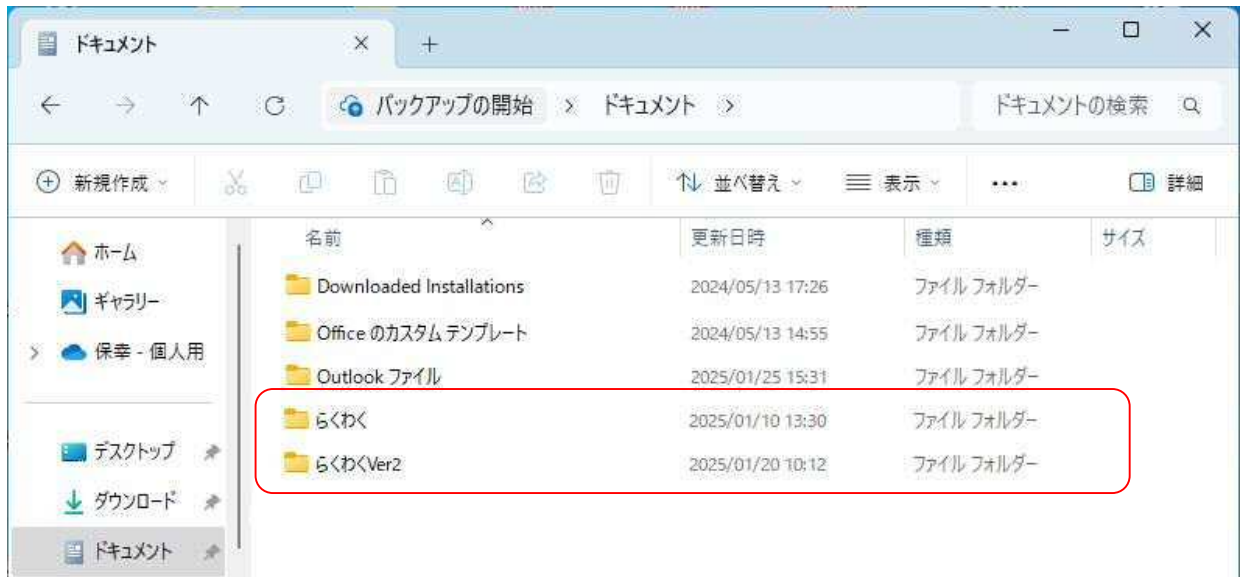 ドキュメント
バックアップの開始 > ドキュメント >
ドキュメントの検索
新規作成
並べ替え
表示
詳細
名前 更新日時 種類 サイズ
ホーム
ギャラリー
保幸 - 個人用
デスクトップ
ダウンロード
ドキュメント
Downloaded Installations 2024/05/13 17:26 ファイル フォルダー
Office のカスタム テンプレート 2024/05/13 14:55 ファイル フォルダー
Outlook ファイル 2025/01/25 15:31 ファイル フォルダー
らくわく 2025/01/10 13:30 ファイル フォルダー
らくわくVer2 2025/01/20 10:12 ファイル フォルダー